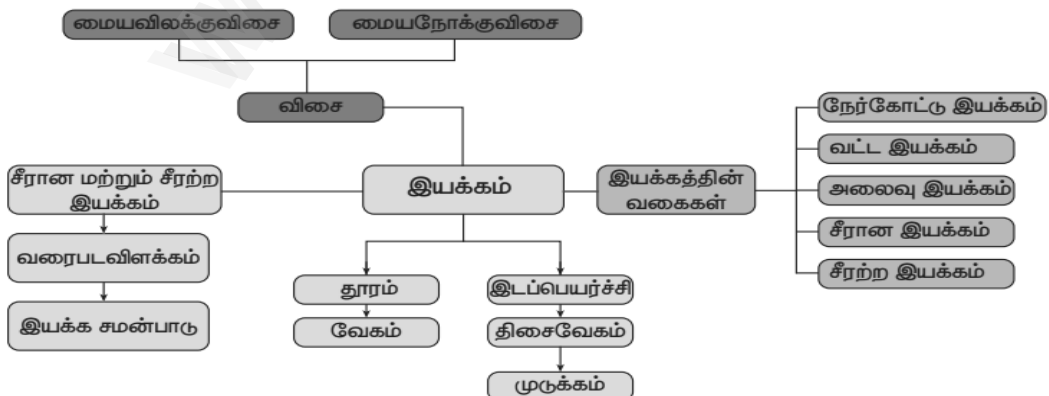 மையவிலக்குவிசை
மையநோக்குவிசை
விசை
நேர்கோட்டு இயக்கம்
வட்ட இயக்கம்
சீரான மற்றும் சீரற்ற
இயக்கம்
இயக்கம்
இயக்கத்தின்
வகைகள்
அலைவு இயக்கம்
சீரான இயக்கம்
வரைபடவிளக்கம்
சீரற்ற இயக்கம்
தூரம்
இடப்பெயர்ச்சி
இயக்க சமன்பாடு
வேகம்
திசைவேகம்
முடுக்கம்